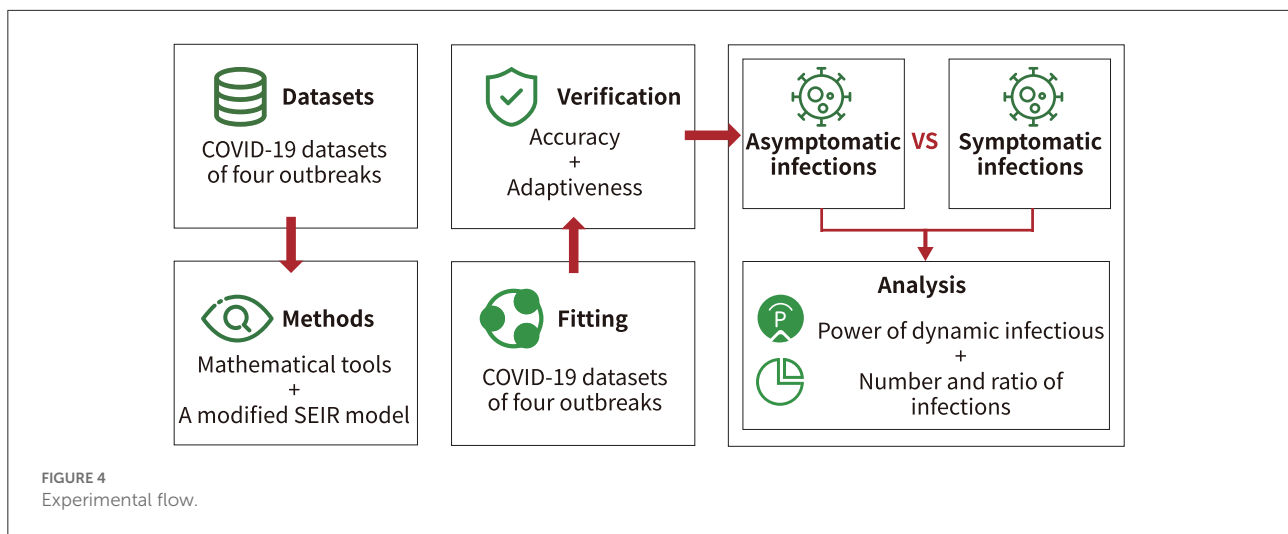 Datasets
COVID-19 datasets
of four outbreaks
Methods
Mathematical tools
+
A modified SEIR model
Verification
Accuracy
+
Adaptiveness
Fitting
COVID-19 datasets
of four outbreaks
Asymptomatic
infections
VS
Symptomatic
infections
Analysis
P
Power of dynamic infectious
+
Number and ratio of
infections
FIGURE 4
Experimental flow.